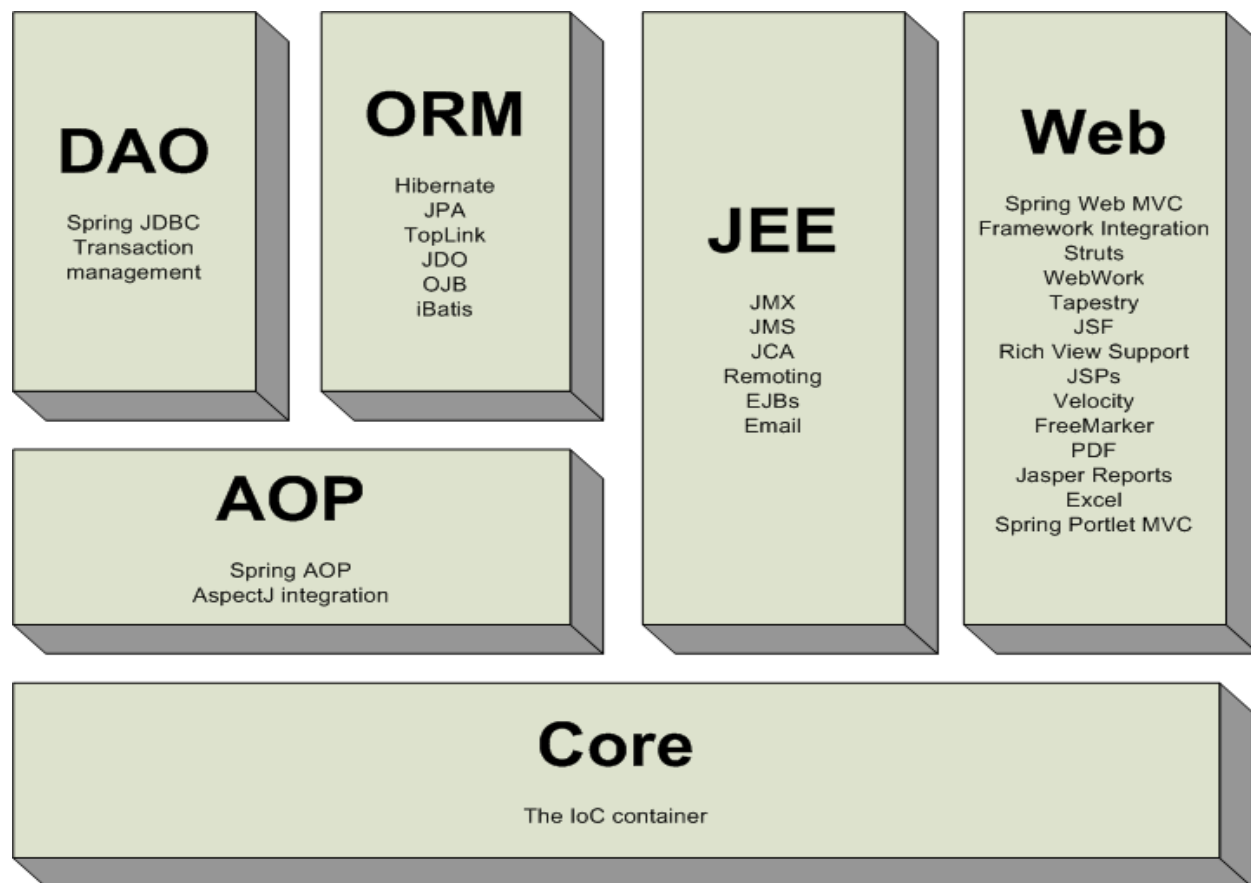 DAO
Spring JDBC
Transaction
management
ORM
Hibernate
JPA
TopLink
JDO
OJB
iBatis
JEE
JMX
JMS
JCA
Remoting
EJBs
Email
Web
Spring Web MVC
Framework Integration
Struts
WebWork
Tapestry
JSF
Rich View Support
JSPs
Velocity
FreeMarker
PDF
Jasper Reports
Excel
Spring Portlet MVC
AOP
Spring AOP
AspectJ integration
Core
The IoC container